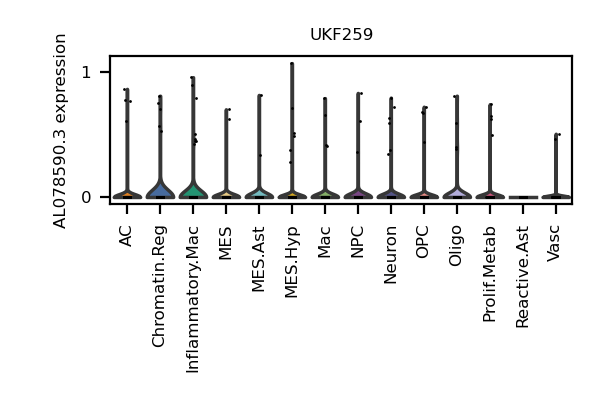 UKF259
AL078590.3 expression
1
0
AC
Chromatin.Reg
Inflammatory.Mac
MES
MES.Ast
MES.Hyp
Mac
NPC
Neuron
OPC
Oligo
Prolif.Metab
Reactive.Ast
Vasc